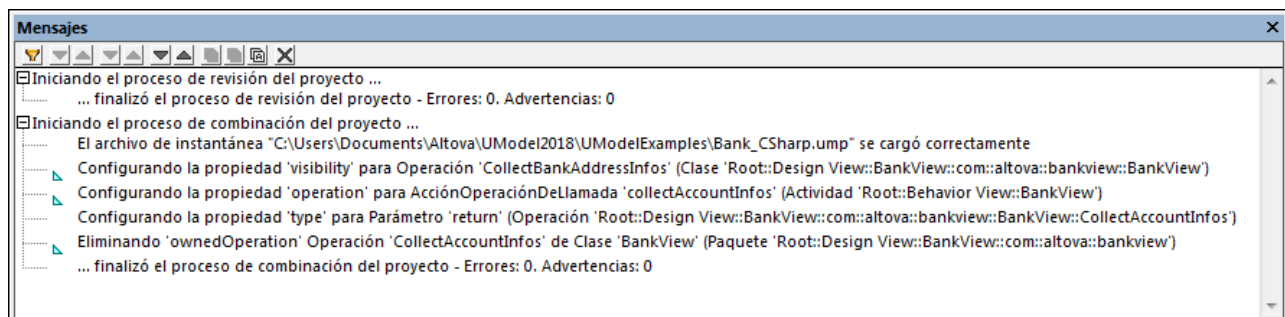 Mensajes
Iniciando el proceso de revisión del proyecto ...
... finalizó el proceso de revisión del proyecto - Errores: 0. Advertencias: 0
Iniciando el proceso de combinación del proyecto ...
El archivo de instantánea "C:\Users\Documents\Altova\UModel2018\UModelExamples\Bank_CSharp.ump" se cargó correctamente
Configurando la propiedad 'visibility' para Operación 'CollectBankAddressInfos' (Clase 'Root::Design View::BankView::com::altova::bankview::BankView')
Configurando la propiedad 'operation' para AcciónOperaciónDeLlamada 'collectAccountInfos' (Actividad 'Root::Behavior View::BankView')
Configurando la propiedad 'type' para Parámetro 'return' (Operación 'Root::Design View::BankView::com::altova::bankview::BankView::CollectAccountInfos')
Eliminando 'ownedOperation' Operación 'CollectAccountInfos' de Clase 'BankView' (Paquete 'Root::Design View::BankView::com::altova::bankview')
... finalizó el proceso de combinación del proyecto - Errores: 0. Advertencias: 0